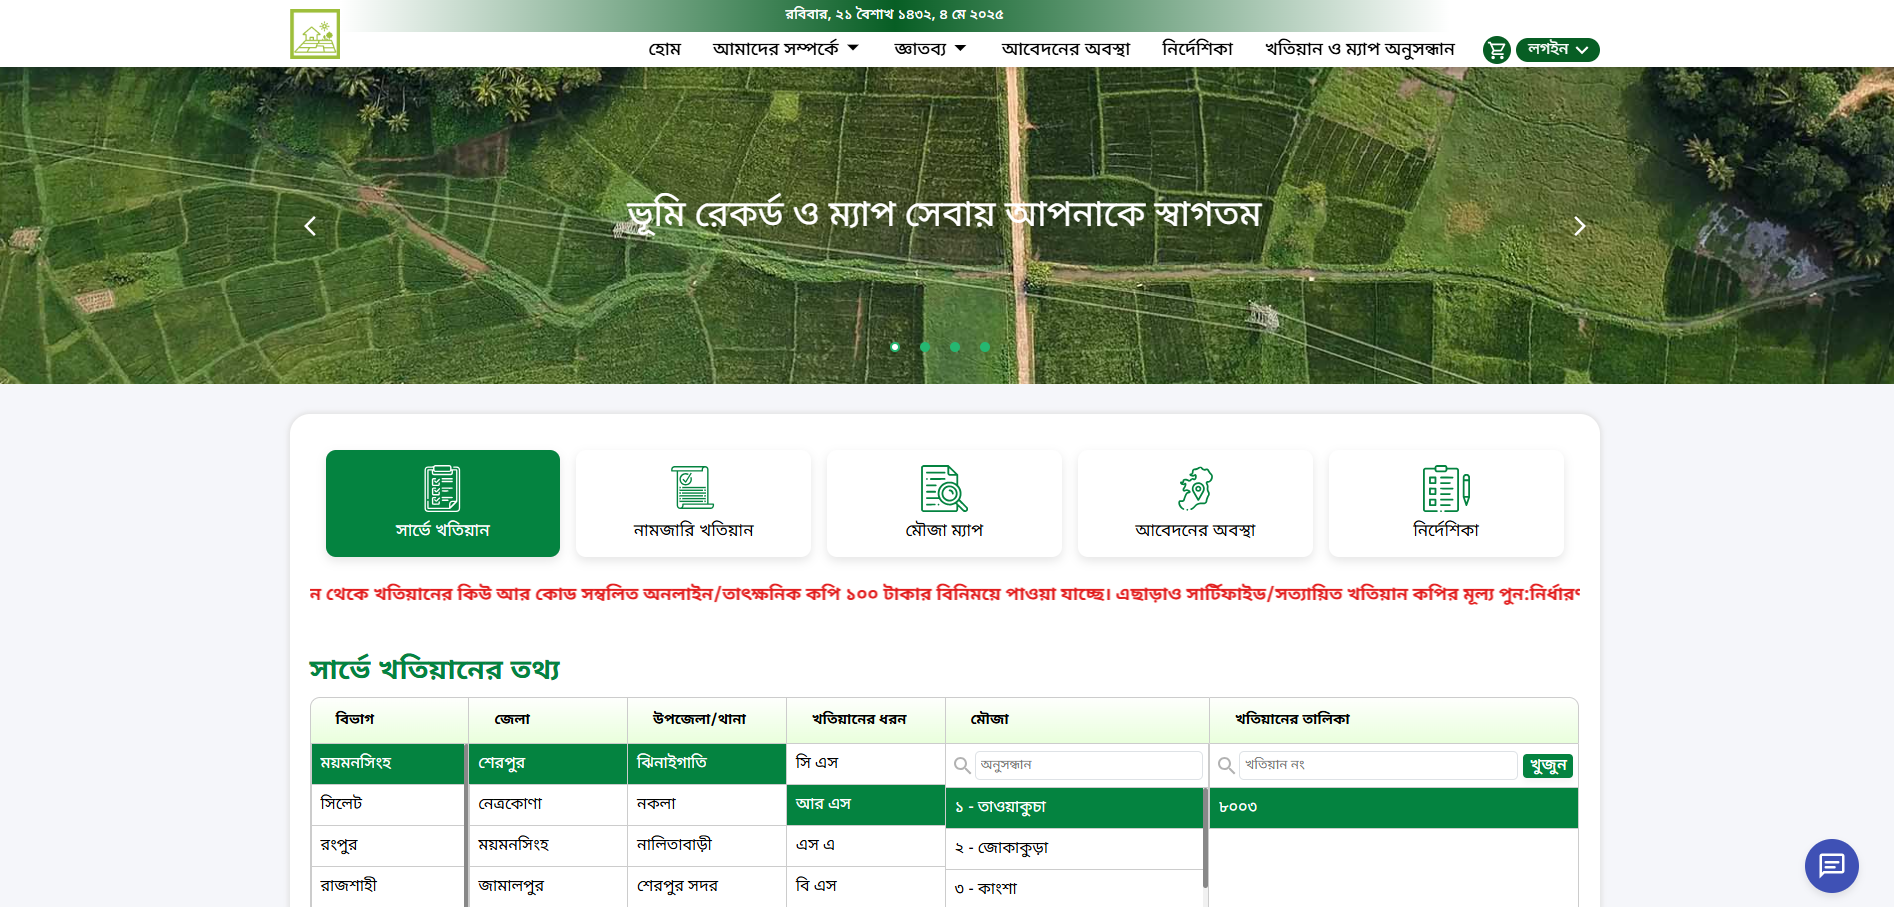 রবিবার, ২১ বৈশাখ ১৪৩২, ৪ মে ২০২৫
হোম আমাদের সম্পর্কে জ্ঞাতব্য আবেদনের অবস্থা নির্দেশিকা খতিয়ান ও ম্যাপ অনুসন্ধান লগইন
ভূমি রেকর্ড ও ম্যাপ সেবায় আপনাকে স্বাগতম
সার্ভে খতিয়ান নামজারি খতিয়ান মৌজা ম্যাপ আবেদনের অবস্থা নির্দেশিকা
ন থেকে খতিয়ানের কিউ আর কোড সম্বলিত অনলাইন/তাৎক্ষনিক কপি ১০০ টাকার বিনিময়ে পাওয়া যাচ্ছে। এছাড়াও সার্টিফাইড/সত্যায়িত খতিয়ান কপির মূল্য পুন:নির্ধারণ
সার্ভে খতিয়ানের তথ্য
বিভাগ জেলা উপজেলা/থানা খতিয়ানের ধরন মৌজা খতিয়ানের তালিকা
ময়মনসিংহ শেরপুর ঝিনাইগাতি সি এস অনুসন্ধান খতিয়ান নং খুজুন
সিলেট নেত্রকোণা নকলা আর এস ১ - তাওয়াকুচা ৮০০৩
রংপুর ময়মনসিংহ নালিতাবাড়ী এস এ ২ - জোকাকুড়া
রাজশাহী জামালপুর শেরপুর সদর বি এস ৩ - কাংশা